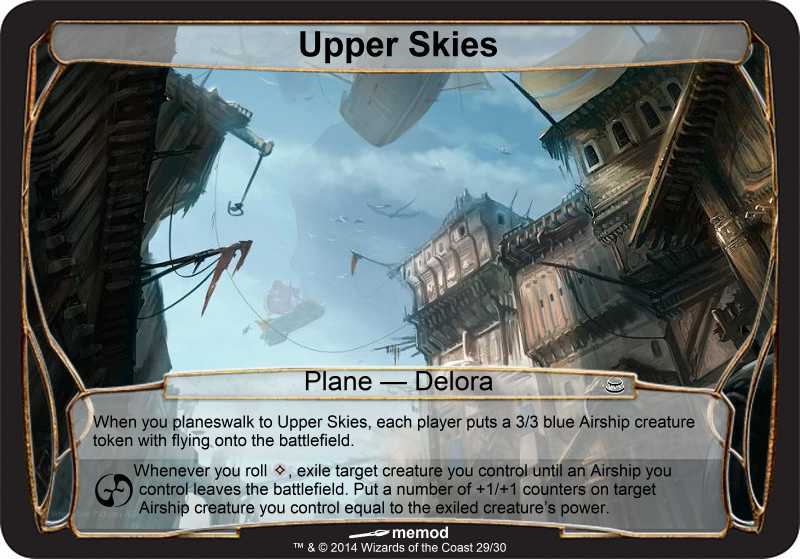 Upper Skies
Plane — Delora
When you planeswalk to Upper Skies, each player puts a 3/3 blue Airship creature
token with flying onto the battlefield.
Whenever you roll , exile target creature you control until an Airship you
control leaves the battlefield. Put a number of +1/+1 counters on target
Airship creature you control equal to the exiled creature's power.
memod
™ & © 2014 Wizards of the Coast 29/30